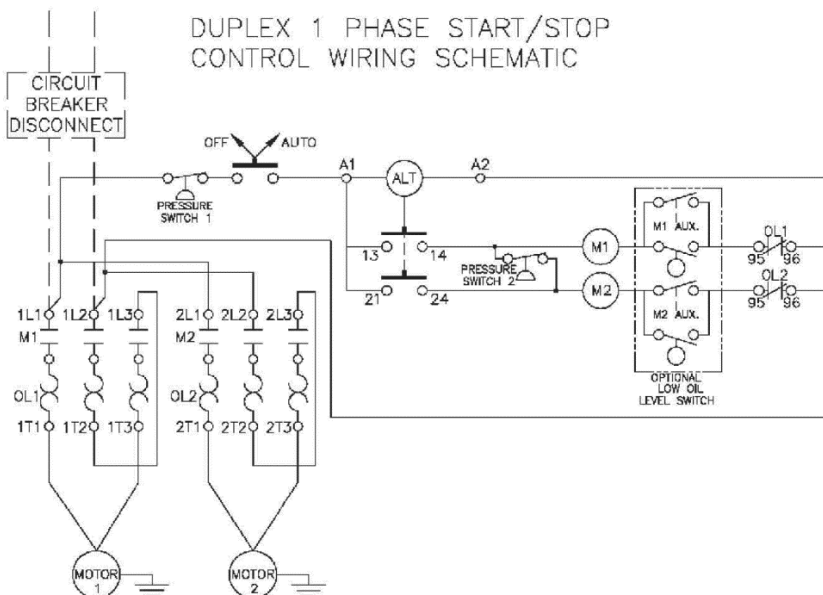 DUPLEX 1 PHASE START/STOP
CONTROL WIRING SCHEMATIC
CIRCUIT
BREAKER
DISCONNECT
OFF AUTO
PRESSURE
SWITCH 1
A1 ALT A2
13 14
21 24
PRESSURE
SWITCH 2
M1
M2
M1 AUX.
M2 AUX.
OL1
95 96
OL2
95 96
OPTIONAL
LOW OIL
LEVEL SWITCH
1L1 1L2 1L3 2L1 2L2 2L3
M1 M2
OL1 OL2
1T1 1T2 1T3 2T1 2T2 2T3
MOTOR
1
MOTOR
2